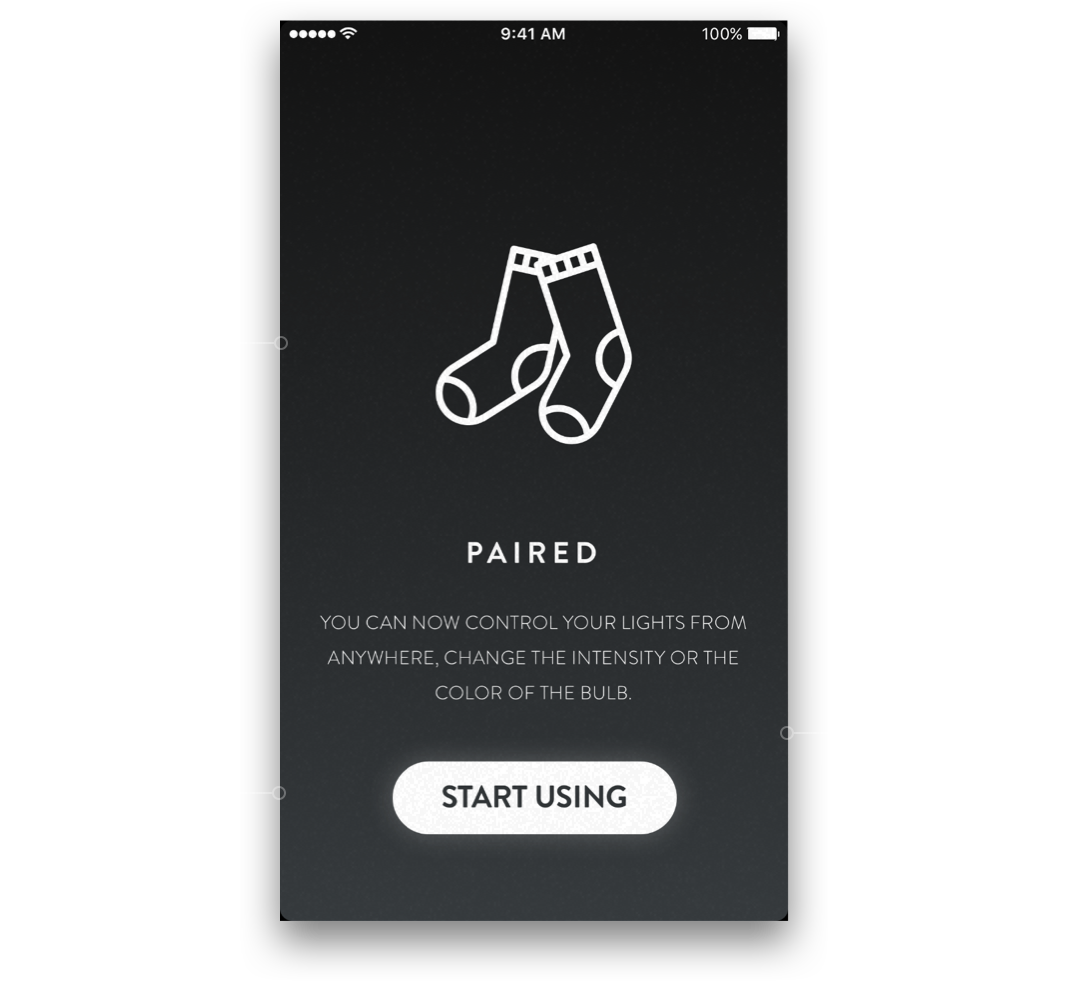 9:41 AM
100%
PAIRED
YOU CAN NOW CONTROL YOUR LIGHTS FROM
ANYWHERE, CHANGE THE INTENSITY OR THE
COLOR OF THE BULB.
START USING